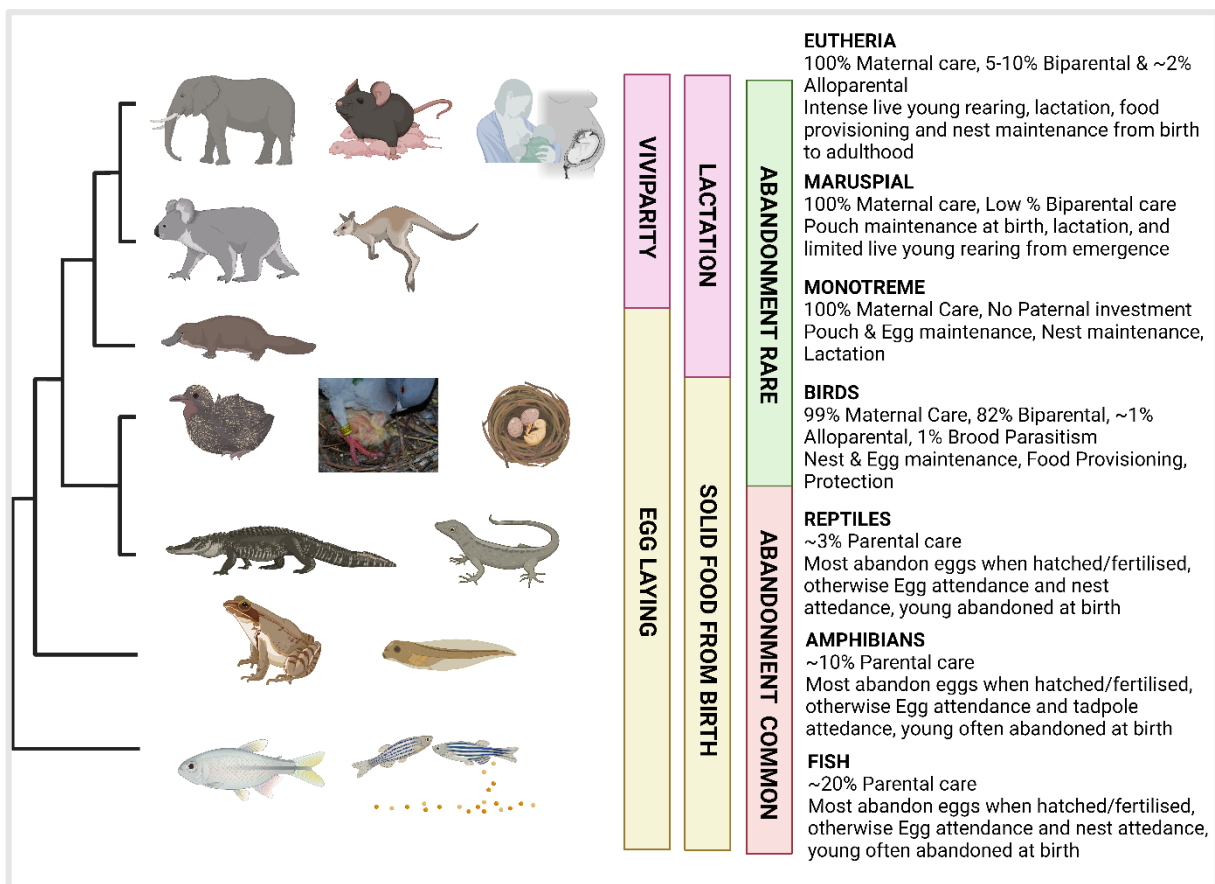 EUTHERIA
100% Maternal care, 5-10% Biparental & ~2%
Alloparental
Intense live young rearing, lactation, food
provisioning and nest maintenance from birth
to adulthood
MARUSPIAL
100% Maternal care, Low % Biparental care
Pouch maintenance at birth, lactation, and
limited live young rearing from emergence
MONOTREME
100% Maternal Care, No Paternal investment
Pouch & Egg maintenance, Nest maintenance,
Lactation
BIRDS
99% Maternal Care, 82% Biparental, ~1%
Alloparental, 1% Brood Parasitism
Nest & Egg maintenance, Food Provisioning,
Protection
REPTILES
~3% Parental care
Most abandon eggs when hatched/fertilised,
otherwise Egg attendance and nest
attedance, young abandoned at birth
AMPHIBIANS
~10% Parental care
Most abandon eggs when hatched/fertilised,
otherwise Egg attendance and tadpole
attedance, young often abandoned at birth
FISH
~20% Parental care
Most abandon eggs when hatched/fertilised,
otherwise Egg attendance and nest attedance,
young often abandoned at birth
VIVIPARITY
EGG LAYING
LACTATION
SOLID FOOD FROM BIRTH
ABANDONMENT RARE
ABANDONMENT COMMON